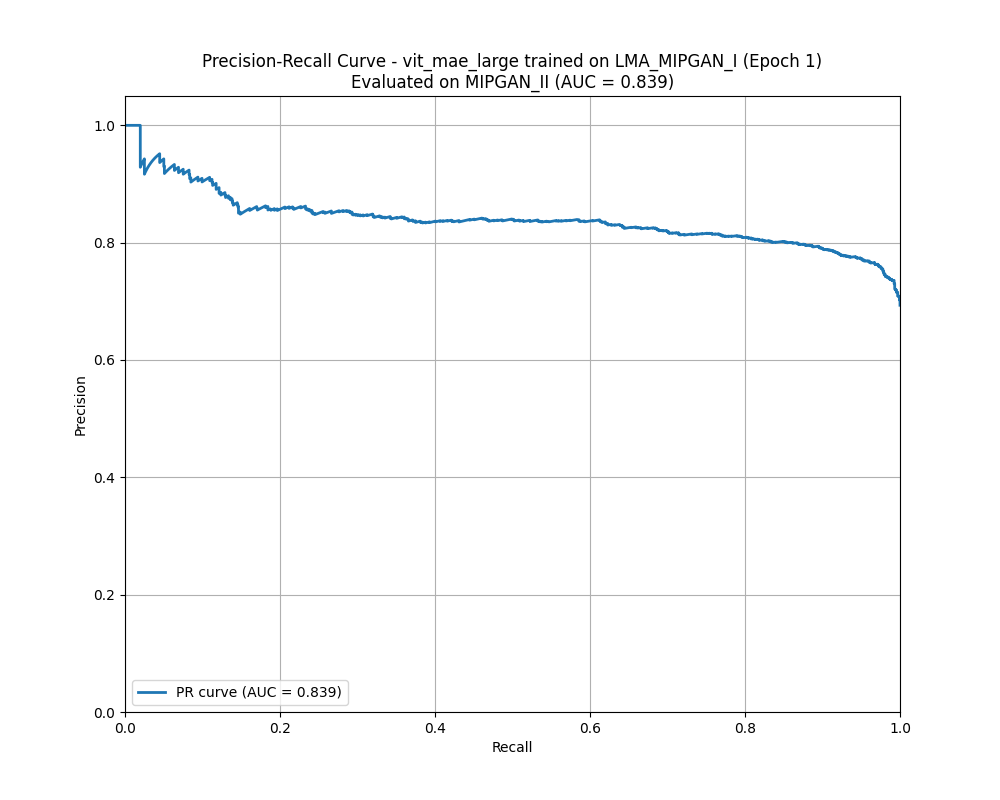 Precision-Recall Curve - vit_mae_large trained on LMA_MIPGAN_I (Epoch 1)
Evaluated on MIPGAN_II (AUC = 0.839)
1.0
0.8
0.6
0.4
0.2
0.0
Precision
PR curve (AUC = 0.839)
0.0 0.2 0.4 0.6 0.8 1.0
Recall